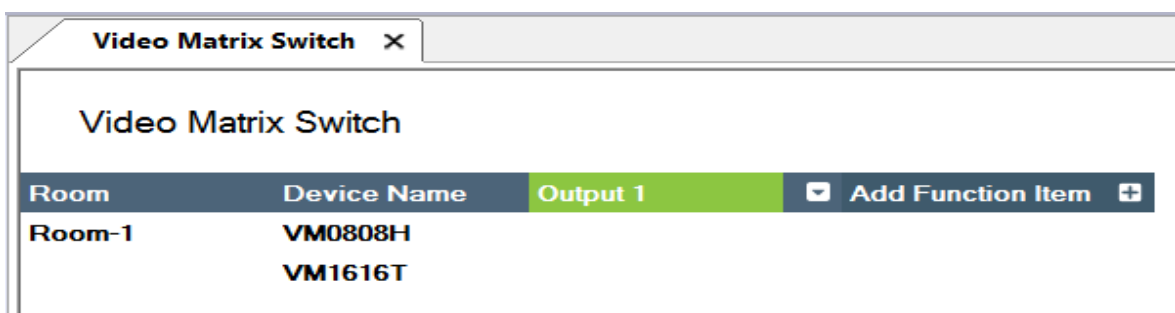 Video Matrix Switch
Video Matrix Switch
Room Device Name Output 1 Add Function Item
Room-1 VM0808H
VM1616T